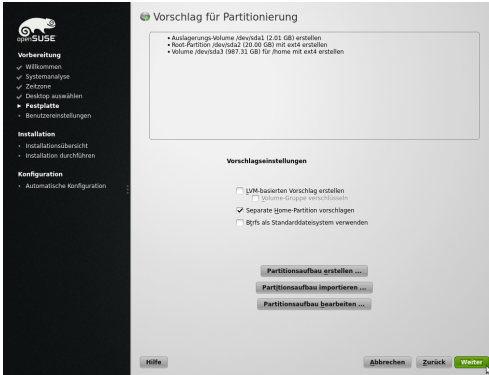 openSUSE
Vorbereitung
Willkommen
Systemanalyse
Zeitzone
Desktop auswählen
Festplatte
Benutzereinstellungen
Installation
Installationsübersicht
Installation durchführen
Konfiguration
Automatische Konfiguration
Vorschlag für Partitionierung
• Auslagerungs-Volume /dev/sda1 (2.01 GB) erstellen
• Root-Partition /dev/sda2 (20.00 GB) mit ext4 erstellen
• Volume /dev/sda3 (987.31 GB) für /home mit ext4 erstellen
Vorschlagseinstellungen
LVM-basierten Vorschlag erstellen
Volume-Gruppe verschlüsseln
Separate Home-Partition vorschlagen
Btrfs als Standarddateisystem verwenden
Partitionsaufbau erstellen ...
Partitionsaufbau importieren ...
Partitionsaufbau bearbeiten ...
Hilfe
Abbrechen
Zurück
Weiter